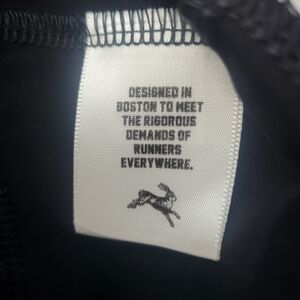 DESIGNED IN
BOSTON TO MEET
THE RIGOROUS
DEMANDS OF
RUNNERS
EVERYWHERE.